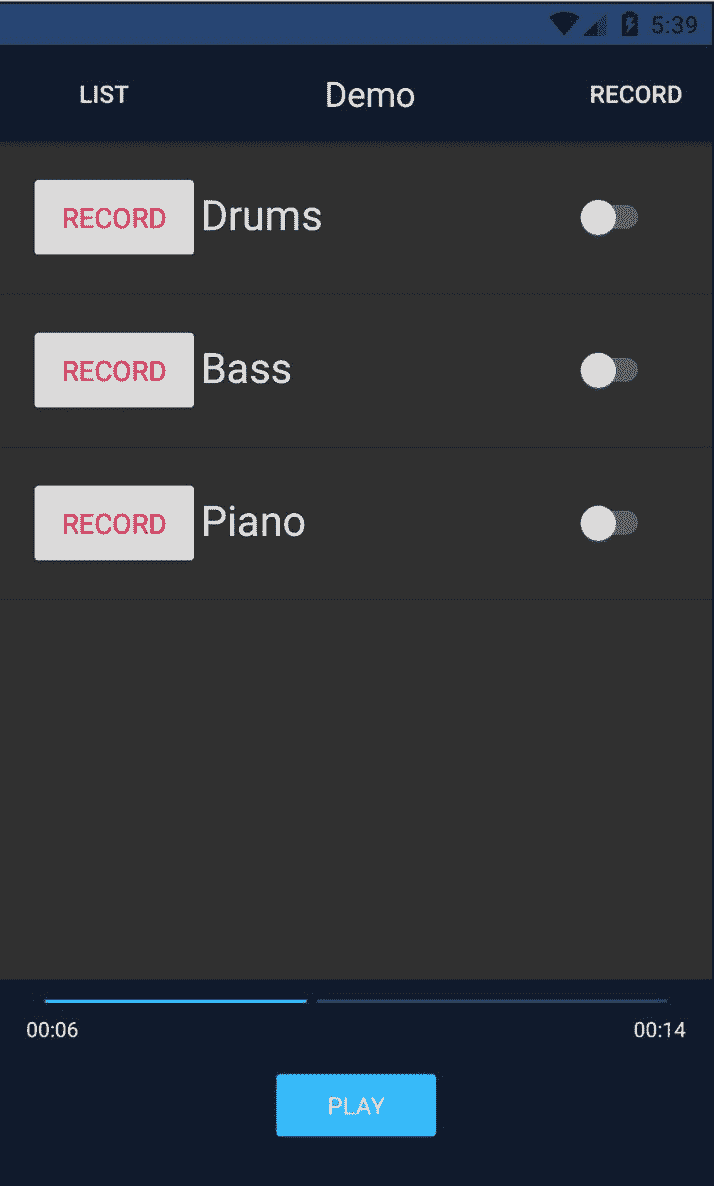 5:39
LIST Demo RECORD
RECORD Drums
RECORD Bass
RECORD Piano
00:06 00:14
PLAY